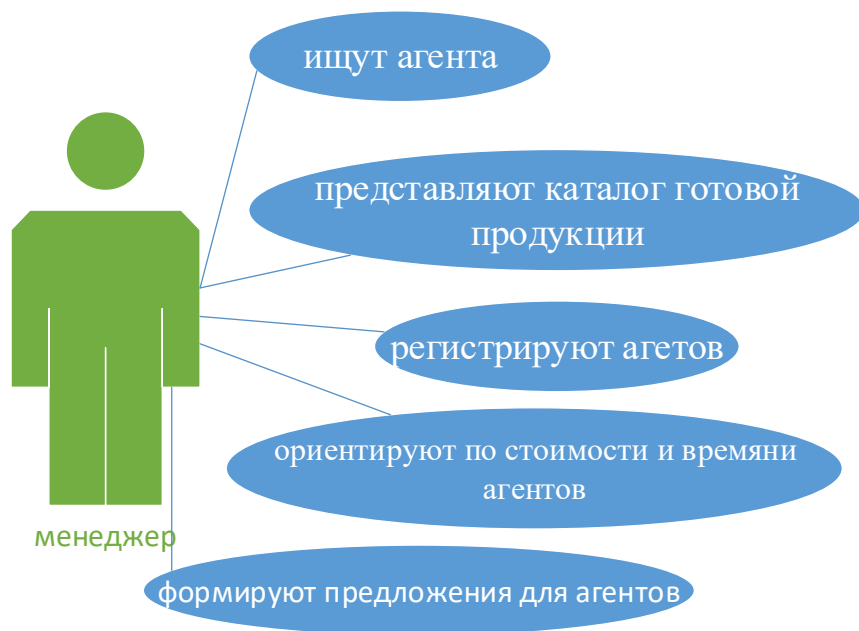 ищут агента
представляют каталог готовой
продукции
регистрируют агетов
ориентируют по стоимости и времяни
агентов
менеджер
формируют предложения для агентов